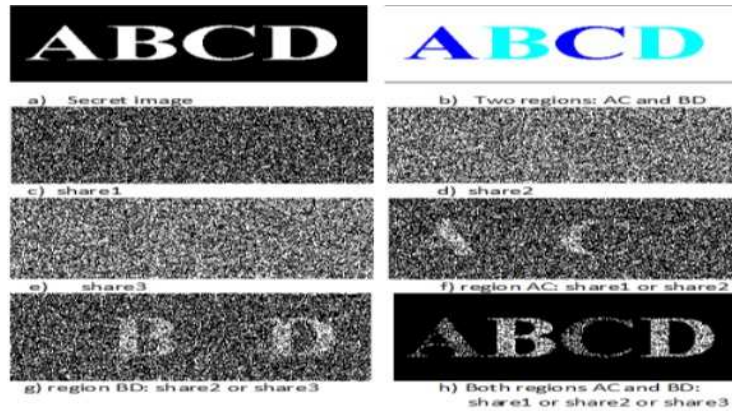 ABCD
ABCD
a) Secret image
b) Two regions: AC and BD
c) share1
d) share2
e) share3
A C
f) region AC: share1 or share2
B D
ABCD
g) region BD: share2 or share3
h) Both regions AC and BD:
share1 or share2 or share3